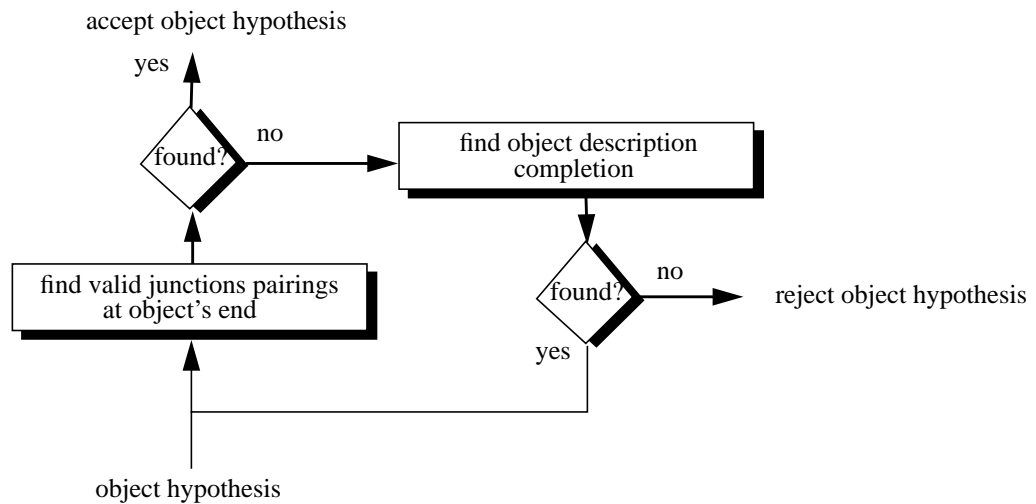 accept object hypothesis
yes
found?
no
find object description
completion
find valid junctions pairings
at object's end
found?
no
reject object hypothesis
yes
object hypothesis